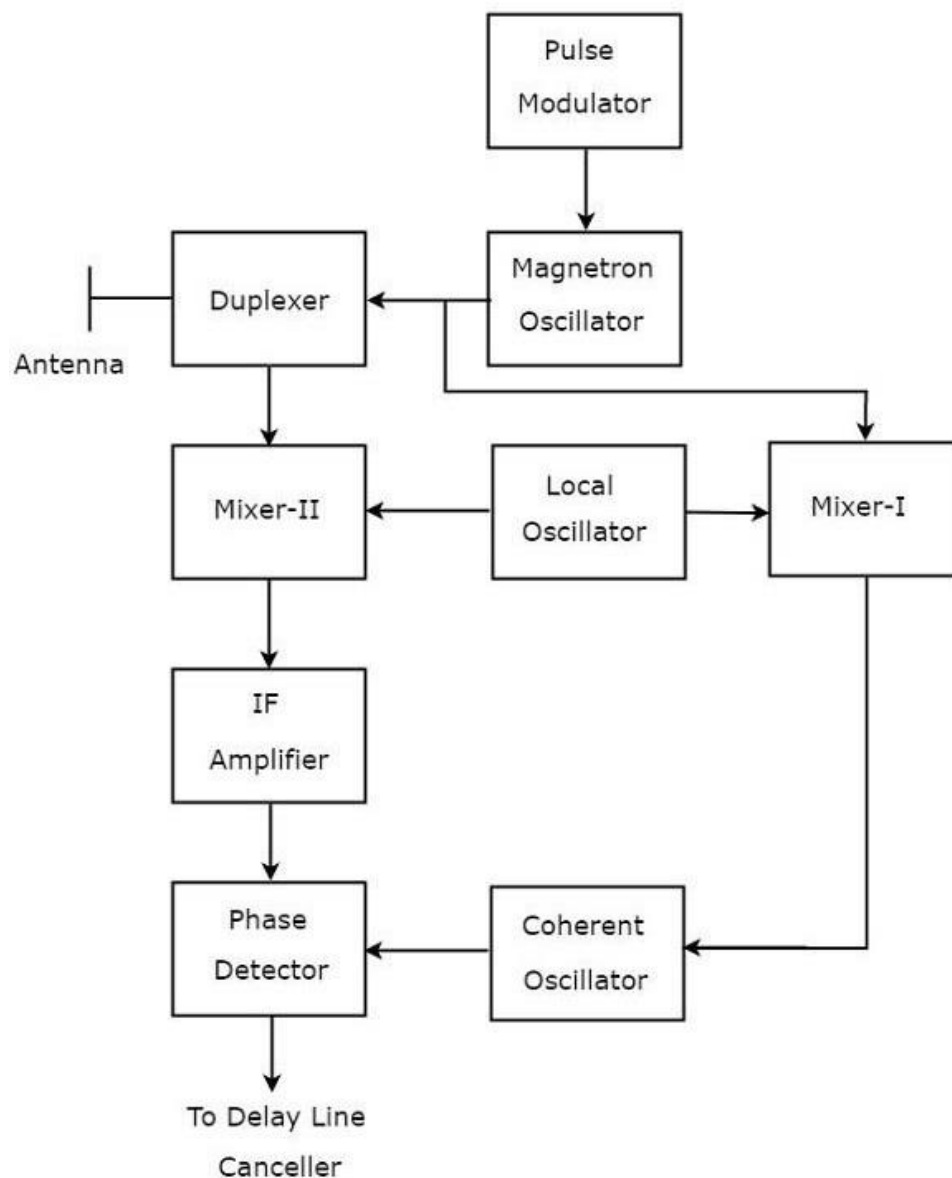 Pulse
Modulator
Magnetron
Oscillator
Duplexer
Antenna
Mixer-II
Local
Oscillator
Mixer-I
IF
Amplifier
Phase
Detector
Coherent
Oscillator
To Delay Line
Canceller